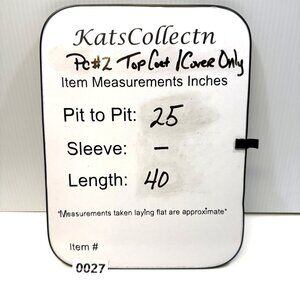 KatsCollectn
Pc#2 Top Coat /Cover Only
Item Measurements Inches
Pit to Pit: 25
Sleeve: —
Length: 40
"Measurements taken laying flat are approximate"
Item #
0027